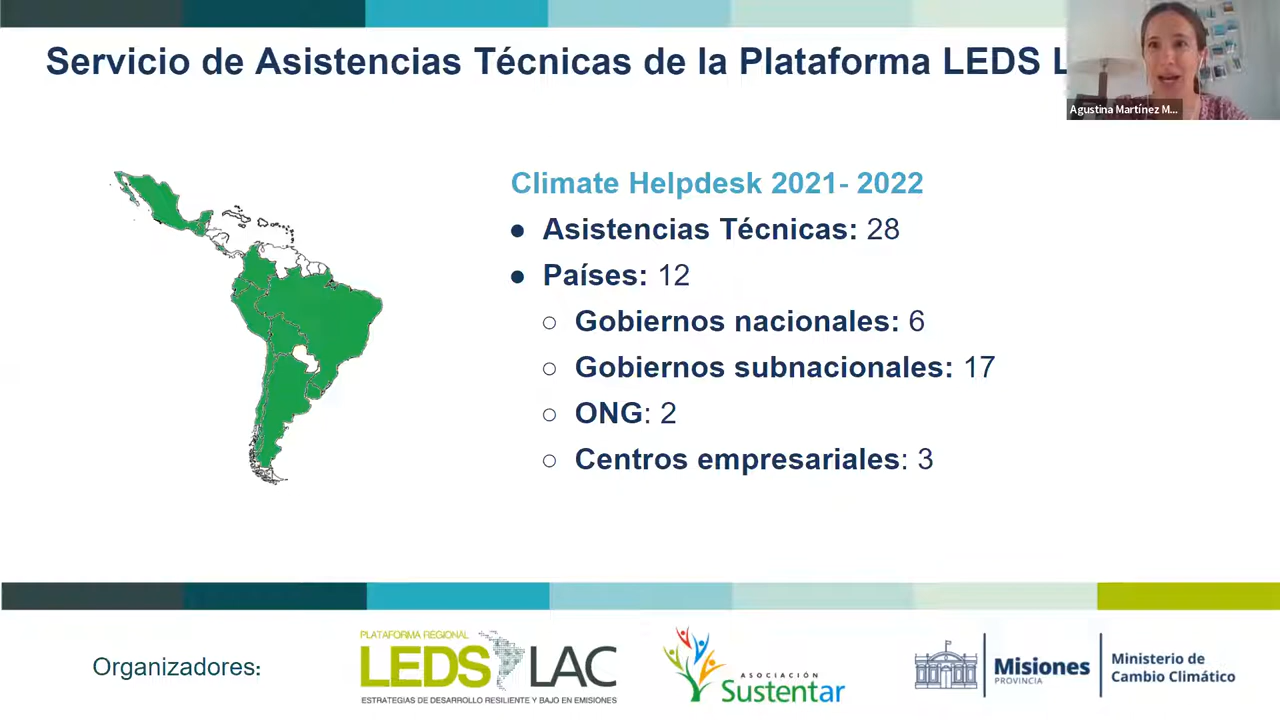 Servicio de Asistencias Técnicas de la Plataforma LEDS L
Agustina Martínez M...
Climate Helpdesk 2021- 2022
● Asistencias Técnicas: 28
● Países: 12
○ Gobiernos nacionales: 6
○ Gobiernos subnacionales: 17
○ ONG: 2
○ Centros empresariales: 3
Organizadores:
PLATAFORMA REGIONAL
LEDS LAC
ESTRATEGIAS DE DESARROLLO RESILIENTE Y BAJO EN EMISIONES
ASOCIACIÓN
Sustentar
Misiones
PROVINCIA
Ministerio de
Cambio Climático